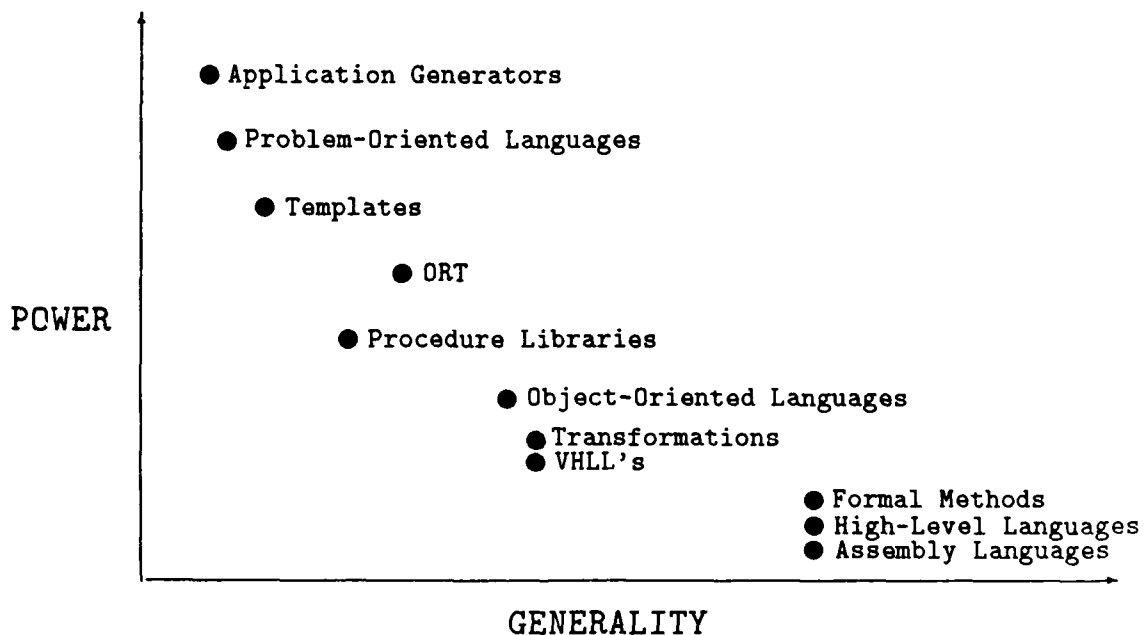 Application Generators
Problem-Oriented Languages
Templates
ORT
POWER
Procedure Libraries
Object-Oriented Languages
Transformations
VHLL's
Formal Methods
High-Level Languages
Assembly Languages
GENERALITY